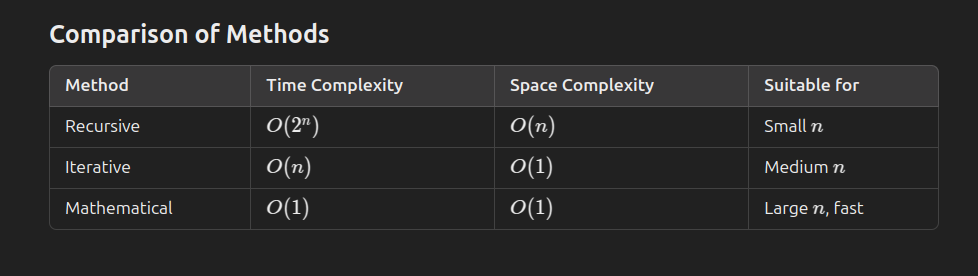 Comparison of Methods
Method Time Complexity Space Complexity Suitable for
Recursive O(2ⁿ) O(n) Small n
Iterative O(n) O(1) Medium n
Mathematical O(1) O(1) Large n, fast